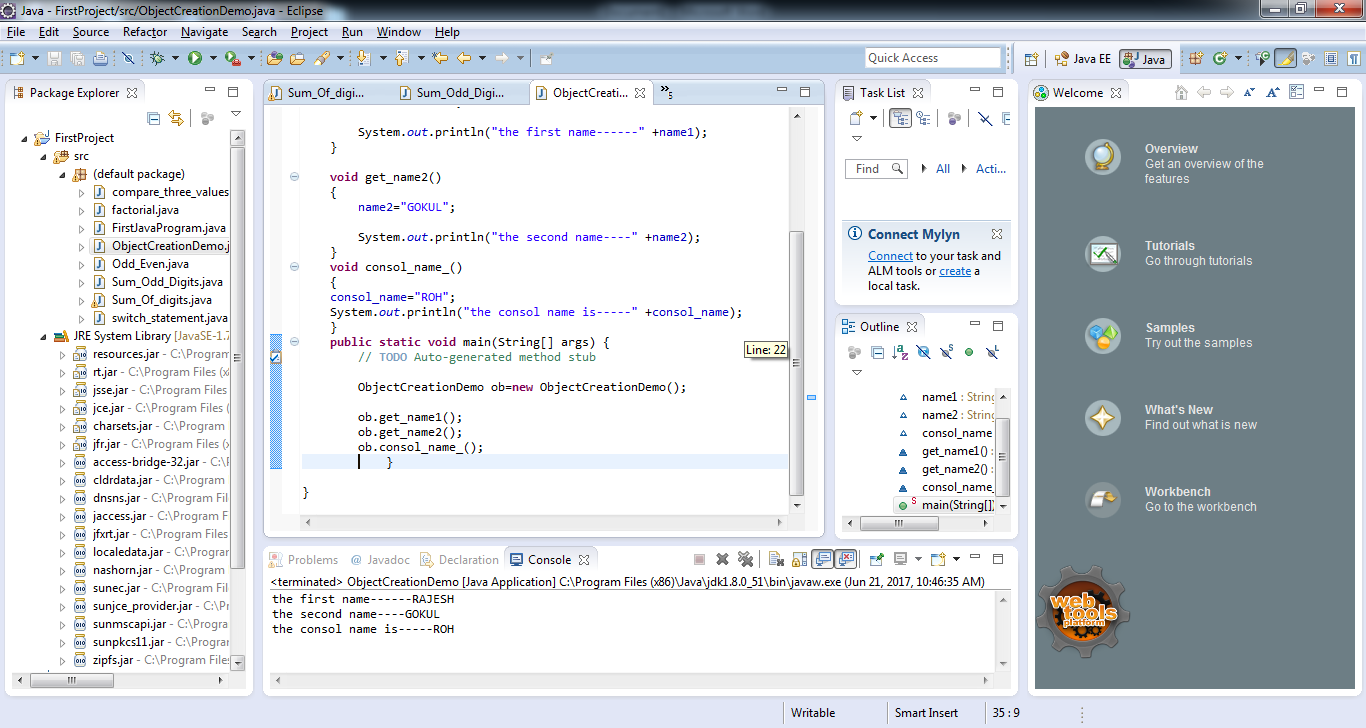 Java - FirstProject/src/ObjectCreationDemo.java - Eclipse
File Edit Source Refactor Navigate Search Project Run Window Help
Quick Access
Java EE
Java
Package Explorer
FirstProject
src
(default package)
compare_three_values
factorial.java
FirstJavaProgram.java
ObjectCreationDemo.j
Odd_Even.java
Sum_Odd_Digits.java
Sum_Of_digits.java
switch_statement.java
JRE System Library [JavaSE-1.7
resources.jar - C:\Program
rt.jar - C:\Program Files (x
jsse.jar - C:\Program Files
jce.jar - C:\Program Files (
charsets.jar - C:\Program
jfr.jar - C:\Program Files (x
access-bridge-32.jar - C:\
cldrdata.jar - C:\Program
dnsns.jar - C:\Program Fil
jaccess.jar - C:\Program F
jfxrt.jar - C:\Program Files
localedata.jar - C:\Progra
nashorn.jar - C:\Program
sunec.jar - C:\Program Fil
sunjce_provider.jar - C:\P
sunmscapi.jar - C:\Progra
sunpkcs11.jar - C:\Progra
zipfs.jar - C:\Program Files
Sum_Of_digi... Sum_Odd_Digi... ObjectCreati... »5
System.out.println("the first name------" +name1);
}
void get_name2()
{
name2="GOKUL";
System.out.println("the second name----" +name2);
}
void consol_name_()
{
consol_name="ROH";
System.out.println("the consol name is-----" +consol_name);
}
public static void main(String[] args) {
// TODO Auto-generated method stub
Line: 22
ObjectCreationDemo ob=new ObjectCreationDemo();
ob.get_name1();
ob.get_name2();
ob.consol_name_();
}
}
Problems @ Javadoc Declaration Console
<terminated> ObjectCreationDemo [Java Application] C:\Program Files (x86)\Java\jdk1.8.0_51\bin\javaw.exe (Jun 21, 2017, 10:46:35 AM)
the first name------RAJESH
the second name----GOKUL
the consol name is-----ROH
Task List
Find
All
Acti...
Connect Mylyn
Connect to your task and
ALM tools or create a
local task.
Outline
name1 : String
name2 : String
consol_name
get_name1() :
get_name2() :
consol_name_
main(String[])
Welcome
Overview
Get an overview of the
features
Tutorials
Go through tutorials
Samples
Try out the samples
What's New
Find out what is new
Workbench
Go to the workbench
web
tools
platform
Writable
Smart Insert
35 : 9